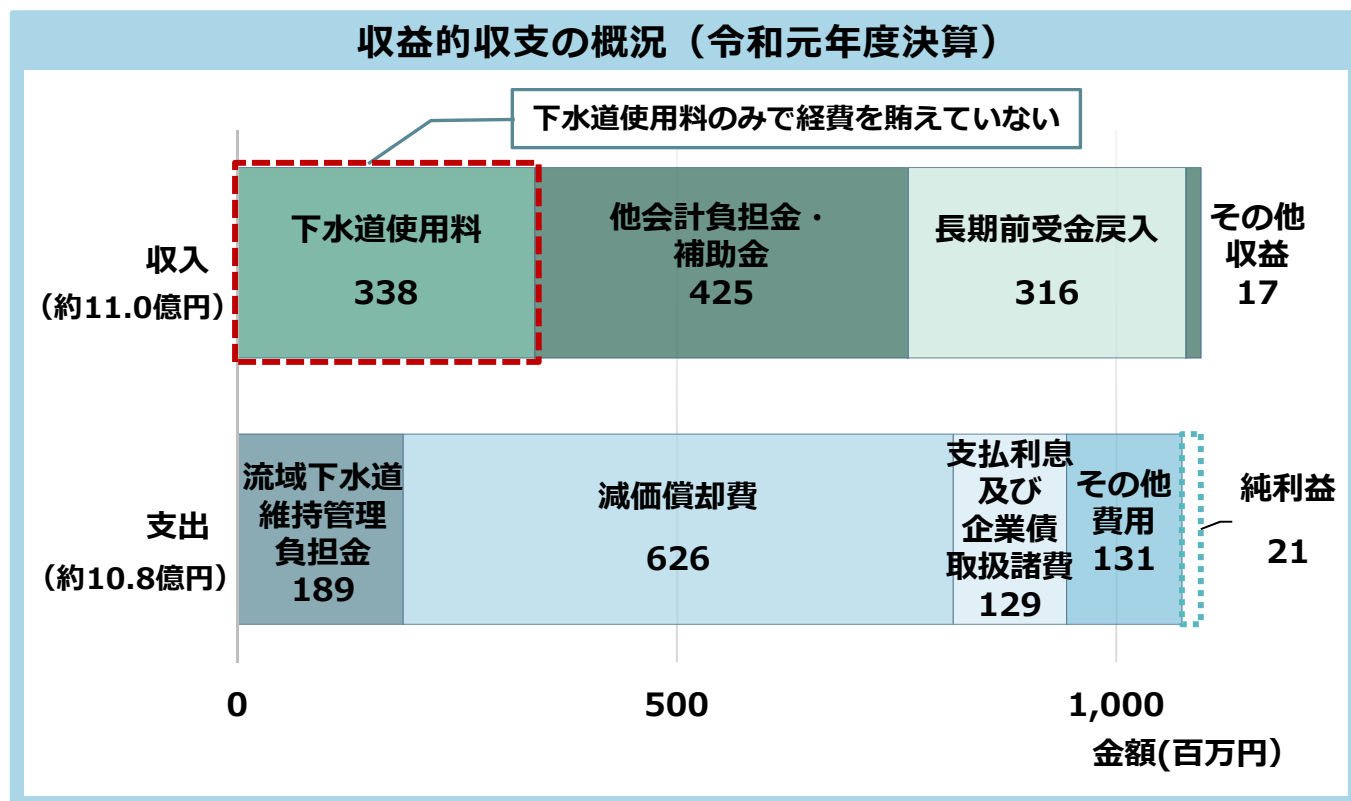 収益的収支の概況（令和元年度決算）
下水道使用料のみで経費を賄えていない
収入
（約11.0億円）
下水道使用料
338
他会計負担金・
補助金
425
長期前受金戻入
316
その他
収益
17
支出
（約10.8億円）
流域下水道
維持管理
負担金
189
減価償却費
626
支払利息
及び
企業債
取扱諸費
129
その他
費用
131
純利益
21
0
500
1,000
金額(百万円）